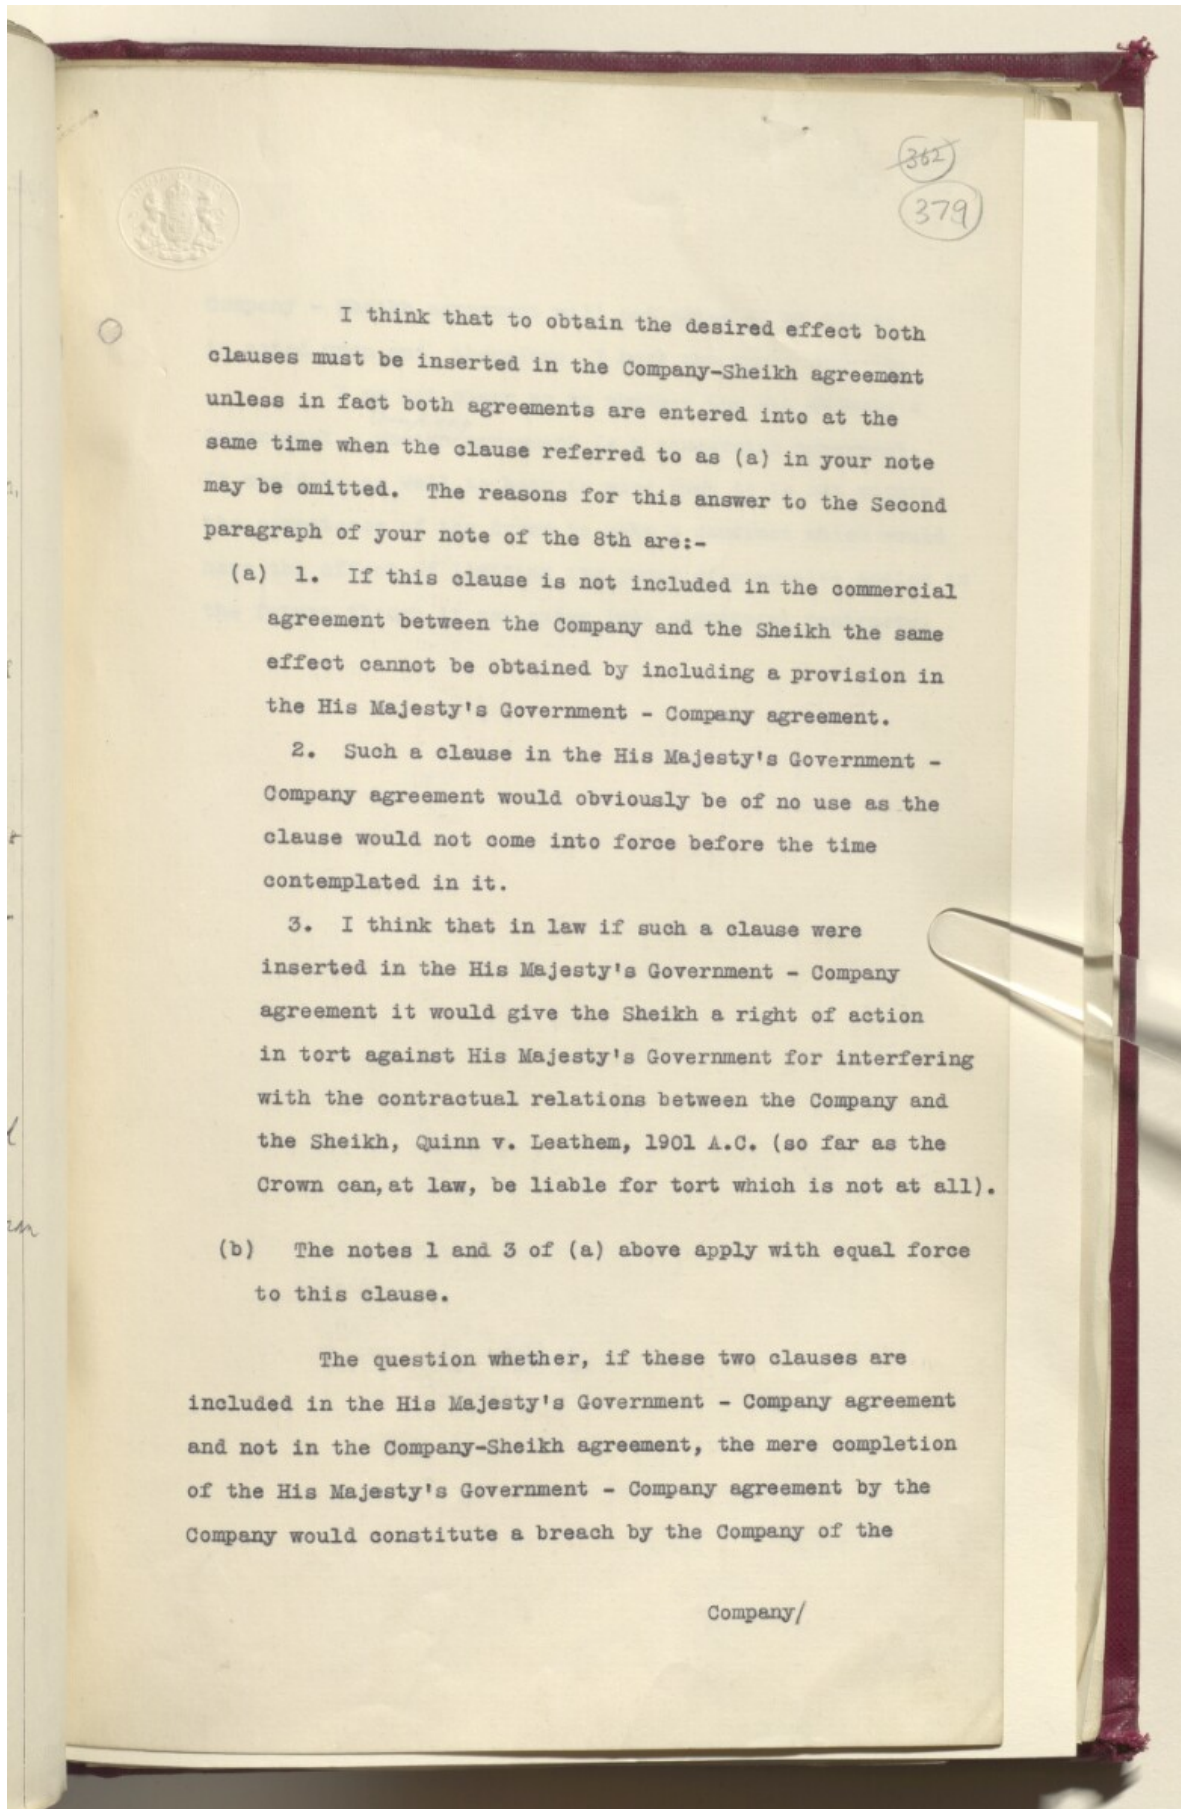 362
379
I think that to obtain the desired effect both
clauses must be inserted in the Company-Sheikh agreement
unless in fact both agreements are entered into at the
same time when the clause referred to as (a) in your note
may be omitted. The reasons for this answer to the Second
paragraph of your note of the 8th are:-
(a) 1. If this clause is not included in the commercial
agreement between the Company and the Sheikh the same
effect cannot be obtained by including a provision in
the His Majesty's Government - Company agreement.
2. Such a clause in the His Majesty's Government -
Company agreement would obviously be of no use as the
clause would not come into force before the time
contemplated in it.
3. I think that in law if such a clause were
inserted in the His Majesty's Government - Company
agreement it would give the Sheikh a right of action
in tort against His Majesty's Government for interfering
with the contractual relations between the Company and
the Sheikh, Quinn v. Leathem, 1901 A.C. (so far as the
Crown can, at law, be liable for tort which is not at all).
(b) The notes 1 and 3 of (a) above apply with equal force
to this clause.
The question whether, if these two clauses are
included in the His Majesty's Government - Company agreement
and not in the Company-Sheikh agreement, the mere completion
of the His Majesty's Government - Company agreement by the
Company would constitute a breach by the Company of the
Company/